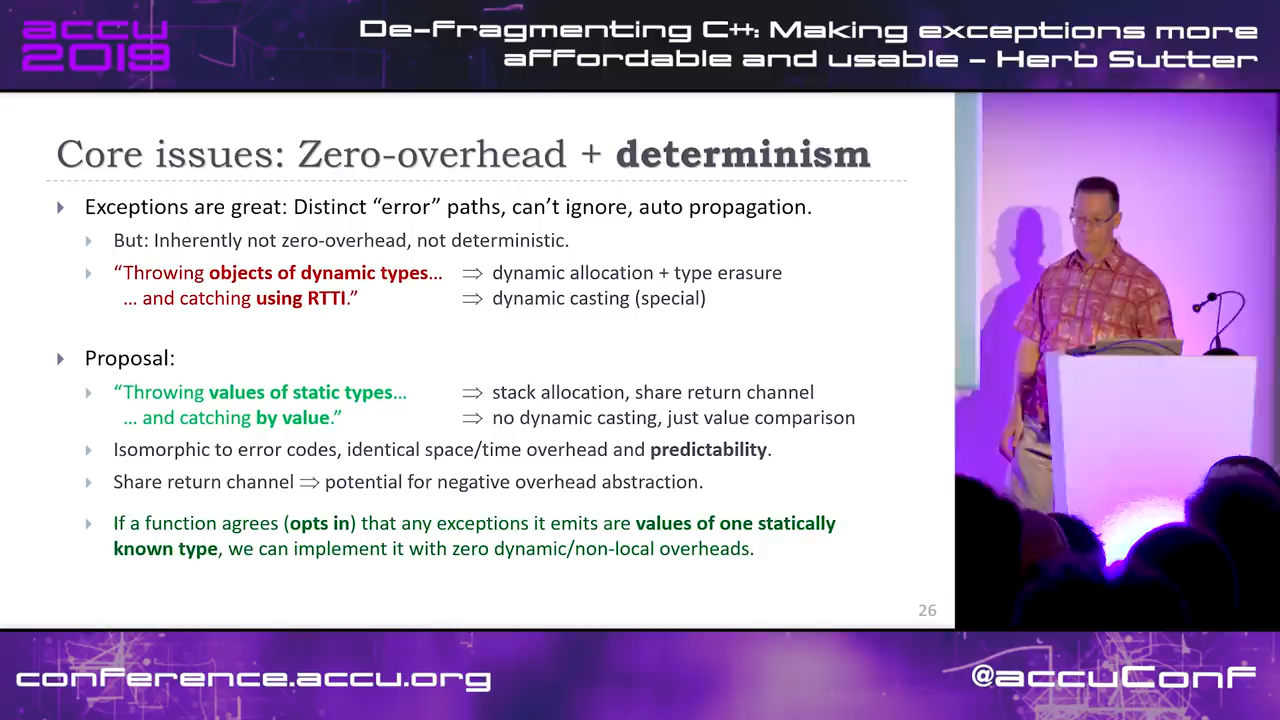 accu
2019
De-Fragmenting C++: Making exceptions more
affordable and usable - Herb Sutter
Core issues: Zero-overhead + determinism
Exceptions are great: Distinct “error” paths, can’t ignore, auto propagation.
But: Inherently not zero-overhead, not deterministic.
“Throwing objects of dynamic types… ⇒ dynamic allocation + type erasure
… and catching using RTTI.” ⇒ dynamic casting (special)
Proposal:
“Throwing values of static types… ⇒ stack allocation, share return channel
… and catching by value.” ⇒ no dynamic casting, just value comparison
Isomorphic to error codes, identical space/time overhead and predictability.
Share return channel ⇒ potential for negative overhead abstraction.
If a function agrees (opts in) that any exceptions it emits are values of one statically
known type, we can implement it with zero dynamic/non-local overheads.
26
conference.accu.org
@accuConf